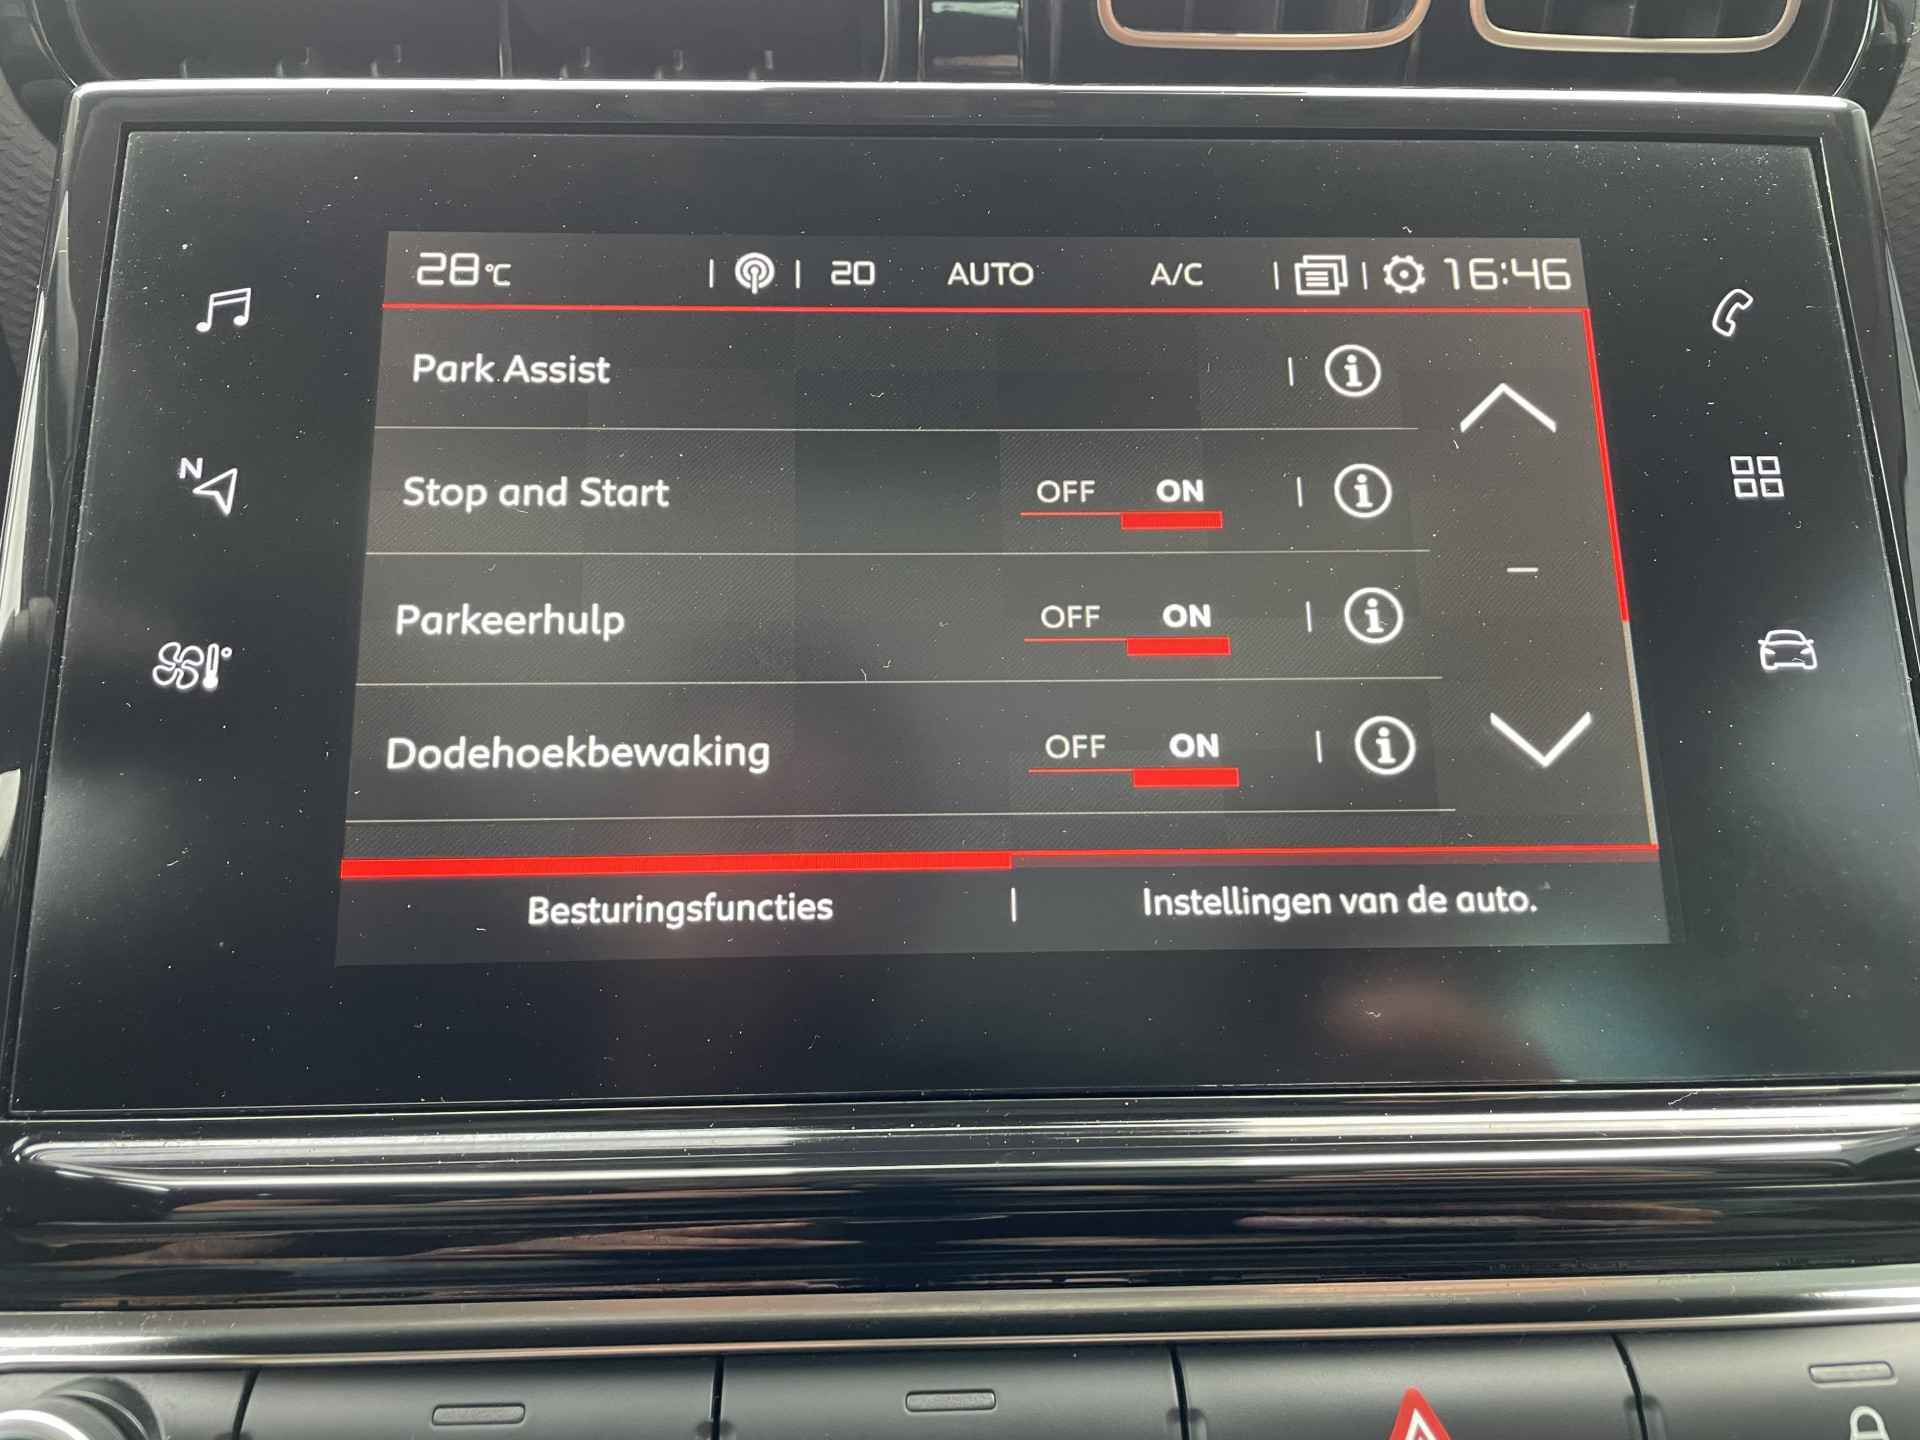 28°C 20 AUTO A/C 16:46
Park Assist
N
Stop and Start OFF ON
Parkeerhulp OFF ON
Dodehoekbewaking OFF ON
Besturingsfuncties Instellingen van de auto.